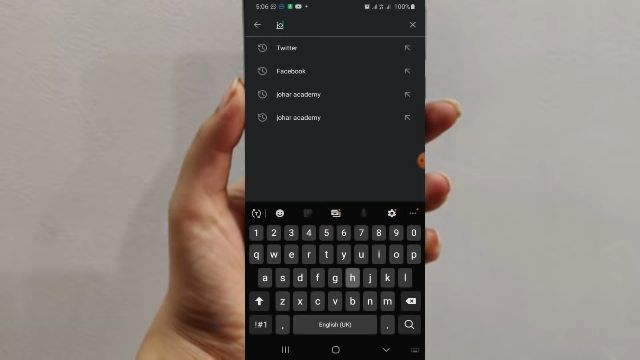 5:06 100%
jo
Twitter
Facebook
johar academy
johar academy
1 2 3 4 5 6 7 8 9 0
q w e r t y u i o p
a s d f g h j k l
z x c v b n m
!#1 , English (UK) .